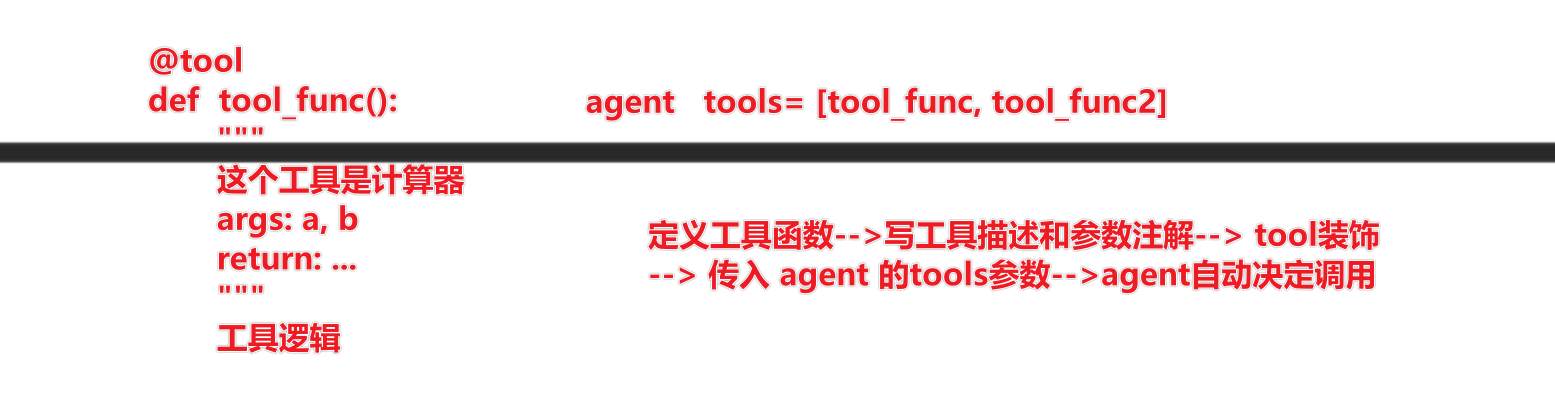 @tool
def tool_func():
"""
这个工具是计算器
args: a, b
return: ...
"""
工具逻辑
agent tools= [tool_func, tool_func2]
定义工具函数-->写工具描述和参数注解--> tool装饰
--> 传入 agent 的tools参数-->agent自动决定调用